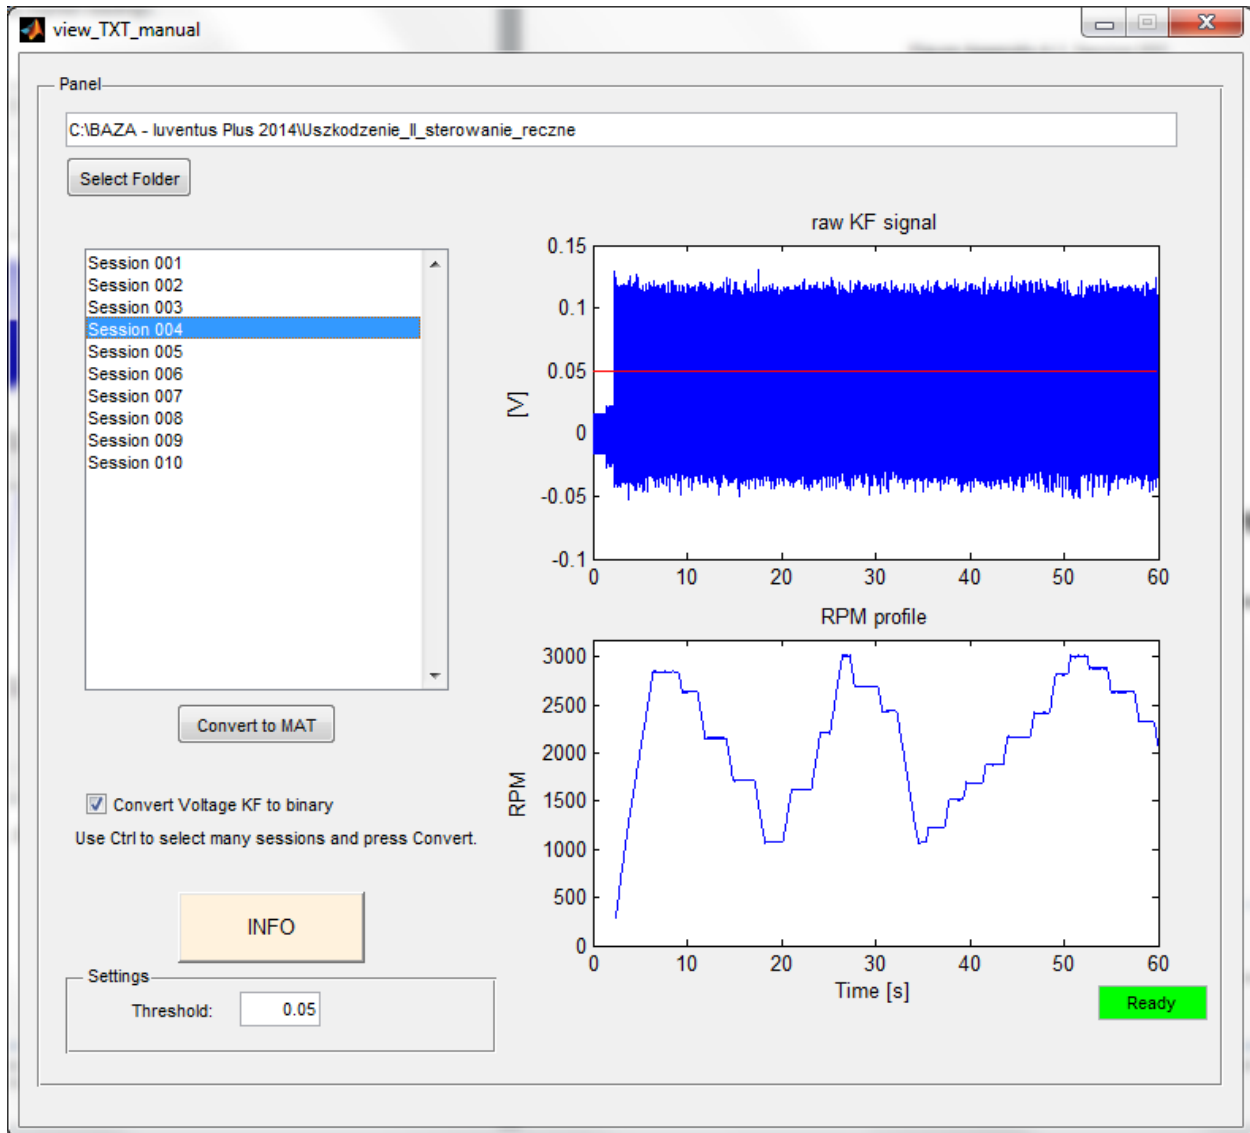 view_TXT_manual
Panel
C:\BAZA - Iuventus Plus 2014\Uszkodzenie_II_sterowanie_reczne
Select Folder
Session 001
Session 002
Session 003
Session 004
Session 005
Session 006
Session 007
Session 008
Session 009
Session 010
Convert to MAT
Convert Voltage KF to binary
Use Ctrl to select many sessions and press Convert.
INFO
Settings
Threshold: 0.05
raw KF signal
0.15
0.1
0.05
0
-0.05
-0.1
[V]
0 10 20 30 40 50 60
RPM profile
3000
2500
2000
1500
1000
500
0
RPM
0 10 20 30 40 50 60
Time [s]
Ready